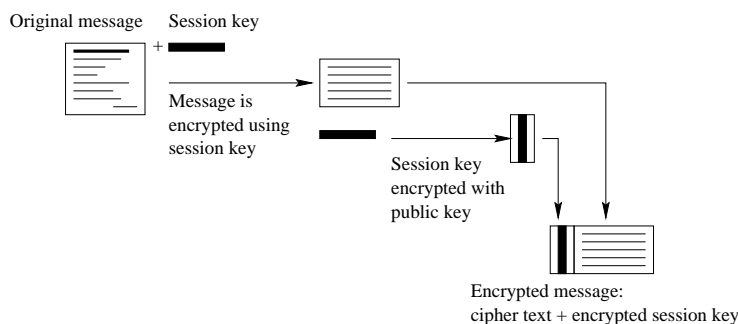 Original message
Session key
+
Message is
encrypted using
session key
Session key
encrypted with
public key
Encrypted message:
cipher text + encrypted session key